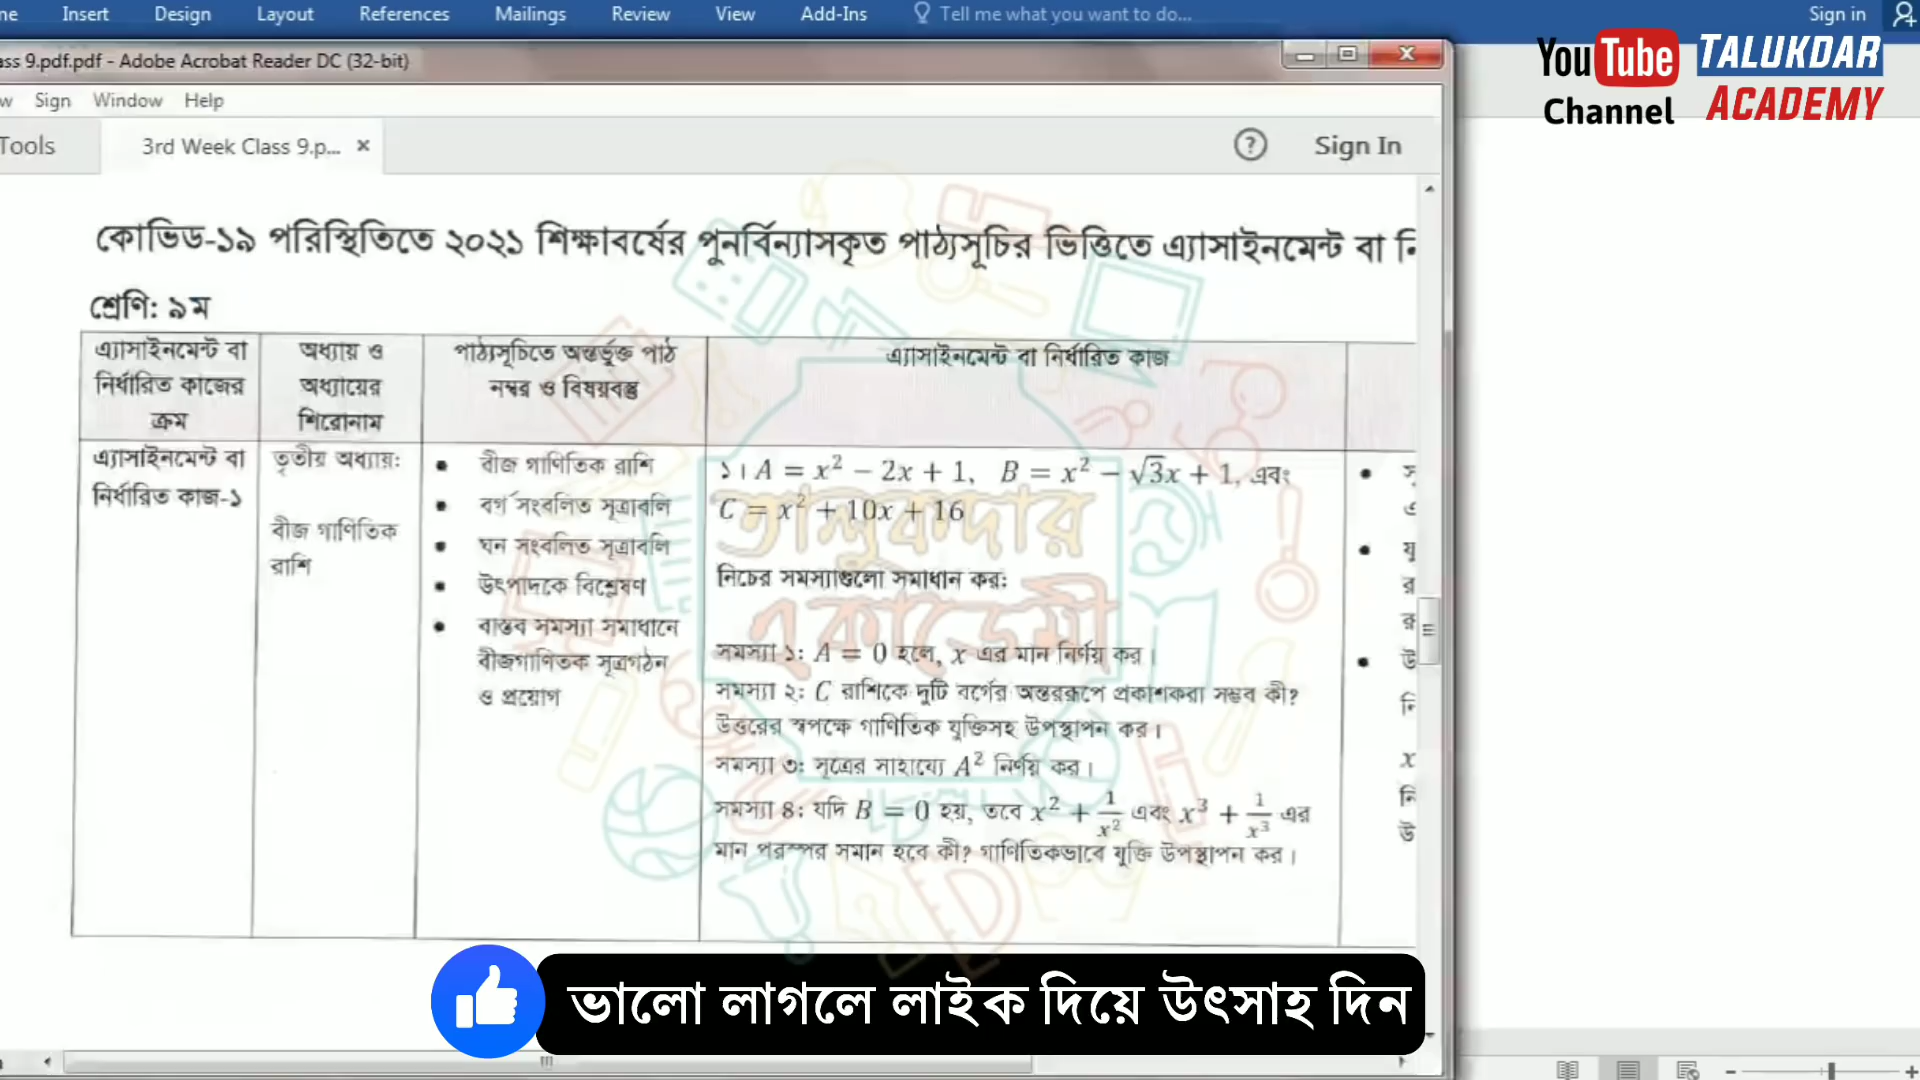 Insert Design Layout References Mailings Review View Add-Ins Tell me what you want to do... Sign in
ass 9.pdf.pdf - Adobe Acrobat Reader DC (32-bit)
YouTube TALUKDAR
Channel ACADEMY
Sign Window Help
Tools 3rd Week Class 9.p... × ? Sign In
কোভিড-১৯ পরিস্থিতিতে ২০২১ শিক্ষাবর্ষের পুনর্বিন্যাসকৃত পাঠ্যসূচির ভিত্তিতে এ্যাসাইনমেন্ট বা নি
শ্রেণি: ৯ম
এ্যাসাইনমেন্ট বা
নির্ধারিত কাজের
ক্রম
অধ্যায় ও
অধ্যায়ের
শিরোনাম
পাঠ্যসূচিতে অন্তর্ভুক্ত পাঠ
নম্বর ও বিষয়বস্তু
এ্যাসাইনমেন্ট বা নির্ধারিত কাজ
এ্যাসাইনমেন্ট বা
নির্ধারিত কাজ-১
তৃতীয় অধ্যায়:
বীজ গাণিতিক
রাশি
• বীজ গাণিতিক রাশি
• বর্গ সংবলিত সূত্রাবলি
• ঘন সংবলিত সূত্রাবলি
• উৎপাদকে বিশ্লেষণ
• বাস্তব সমস্যা সমাধানে
বীজগাণিতিক সূত্রগঠন
ও প্রয়োগ
১। A = x² − 2x + 1, B = x² − √3x + 1, এবং
C = x² + 10x + 16
নিচের সমস্যাগুলো সমাধান কর:
সমস্যা ১: A = 0 হলে, x এর মান নির্ণয় কর।
সমস্যা ২: C রাশিকে দুটি বর্গের অন্তররূপে প্রকাশকরা সম্ভব কী?
উত্তরের স্বপক্ষে গাণিতিক যুক্তিসহ উপস্থাপন কর।
সমস্যা ৩: সূত্রের সাহায্যে A² নির্ণয় কর।
সমস্যা ৪: যদি B = 0 হয়, তবে x² + 1/x² এবং x³ + 1/x³ এর
মান পরস্পর সমান হবে কী? গাণিতিকভাবে যুক্তি উপস্থাপন কর।
তালুকদার
একাডেমী
ভালো লাগলে লাইক দিয়ে উৎসাহ দিন